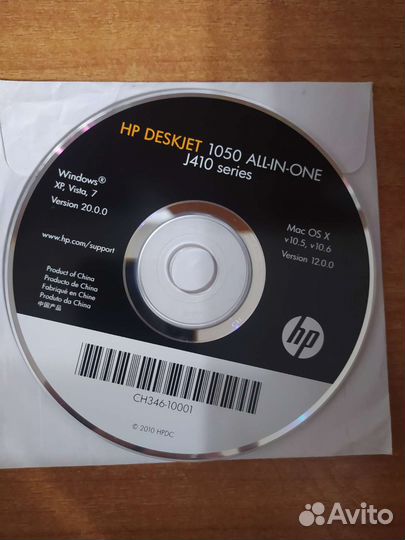 HP DESKJET 1050 ALL-IN-ONE
J410 series
Windows®
XP, Vista, 7
Version 20.0.0
Mac OS X
v10.5, v10.6
Version 12.0.0
www.hp.com/support
Product of China
Producto de China
Fabriqué en Chine
Produto da China
中国产品
hp
CH346-10001
© 2010 HPDC
Avito